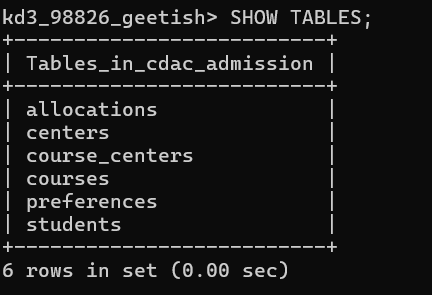 kd3_98826_geetish> SHOW TABLES;
+--------------------------+
| Tables_in_cdac_admission |
+--------------------------+
| allocations              |
| centers                  |
| course_centers           |
| courses                  |
| preferences              |
| students                 |
+--------------------------+
6 rows in set (0.00 sec)